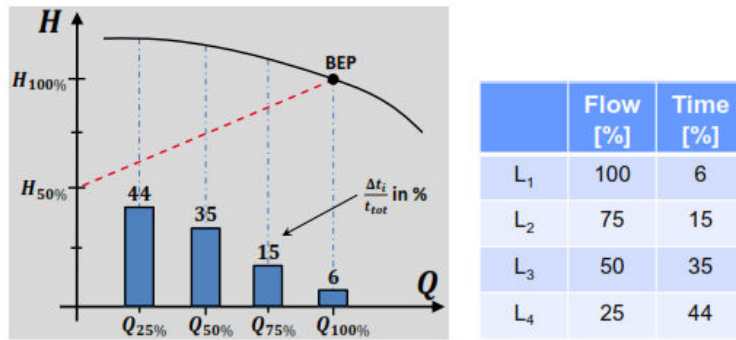 H
BEP
H100%
H50%
44
35
15
6
Δti/ttot in %
Q
Q25% Q50% Q75% Q100%
Flow [%] Time [%]
L1 100 6
L2 75 15
L3 50 35
L4 25 44